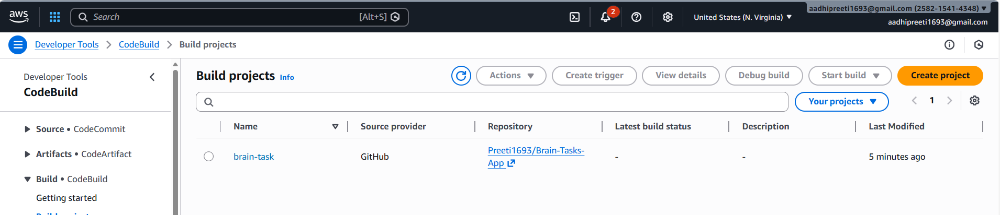 aws
Search
[Alt+S]
2
United States (N. Virginia)
aadhipreeti1693@gmail.com (2582-1541-4348)
aadhipreeti1693@gmail.com
Developer Tools
CodeBuild
Build projects
Developer Tools
CodeBuild
Source • CodeCommit
Artifacts • CodeArtifact
Build • CodeBuild
Getting started
Build projects Info
Actions
Create trigger
View details
Debug build
Start build
Create project
Your projects
1
Name
Source provider
Repository
Latest build status
Description
Last Modified
brain-task
GitHub
Preeti1693/Brain-Tasks-
App
-
-
5 minutes ago